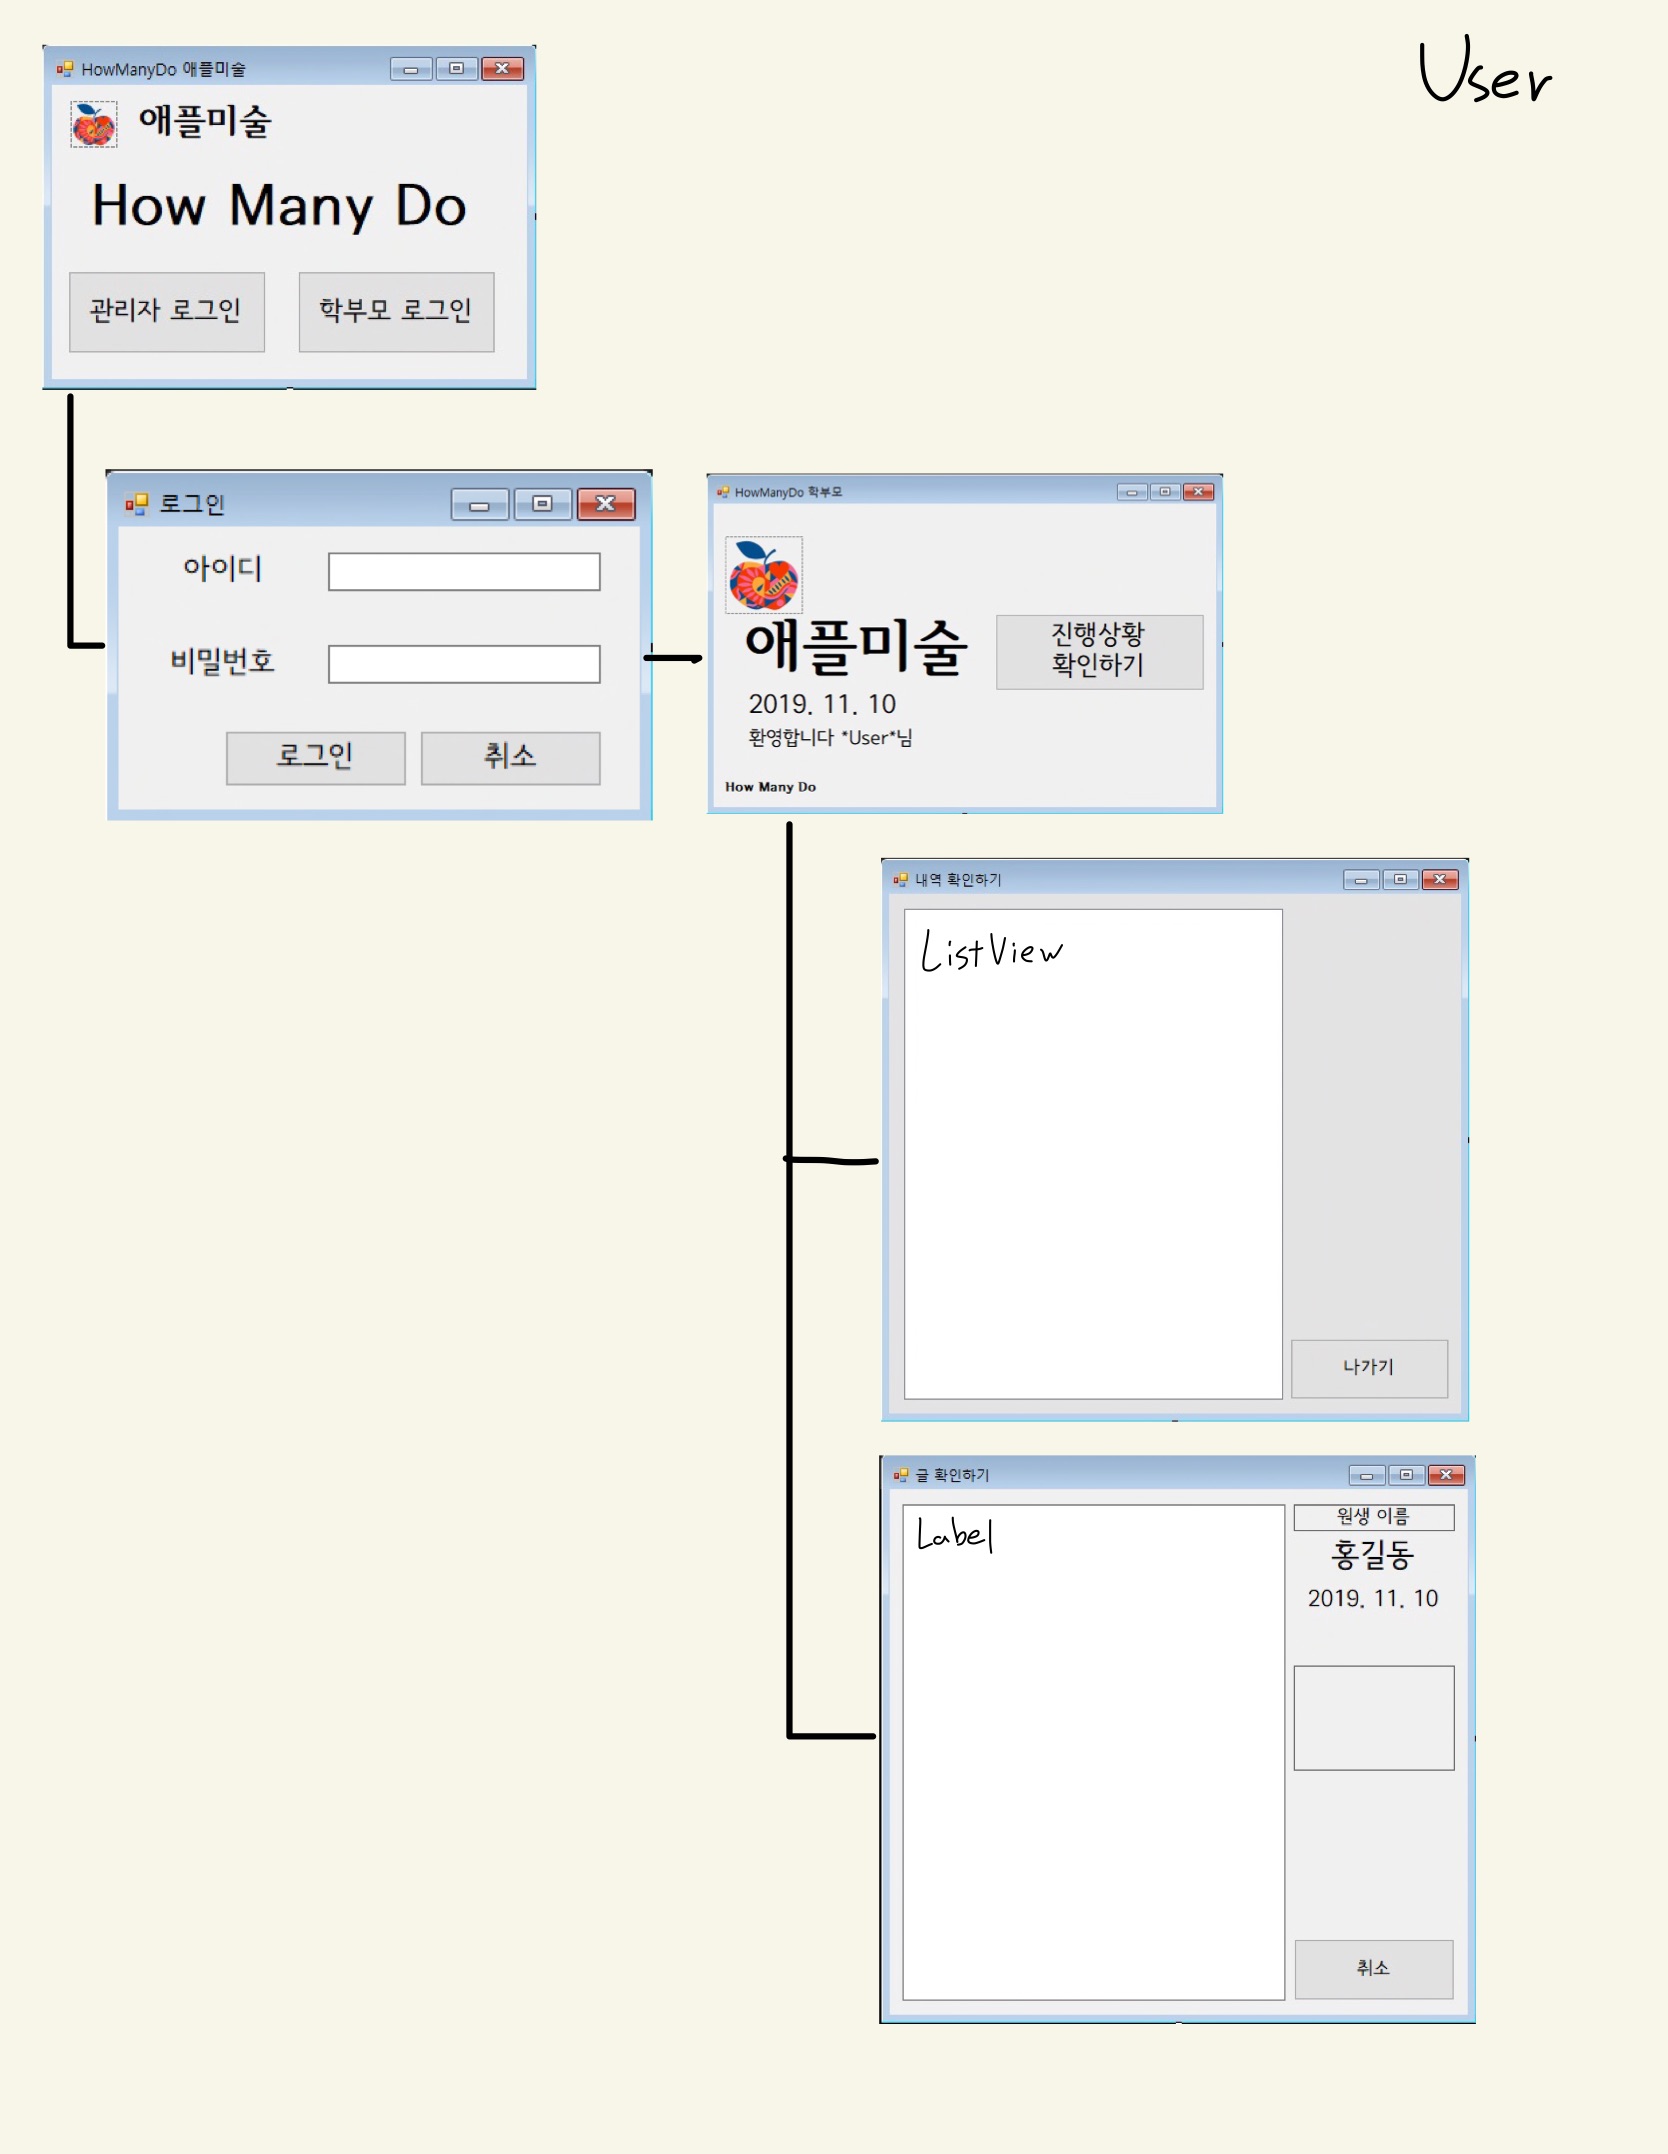 User
HowManyDo 애플미술
애플미술
How Many Do
관리자 로그인
학부모 로그인
로그인
아이디
비밀번호
로그인
취소
HowManyDo 학부모
애플미술
진행상황
확인하기
2019. 11. 10
환영합니다 *User*님
How Many Do
내역 확인하기
ListView
나가기
글 확인하기
Label
원생 이름
홍길동
2019. 11. 10
취소